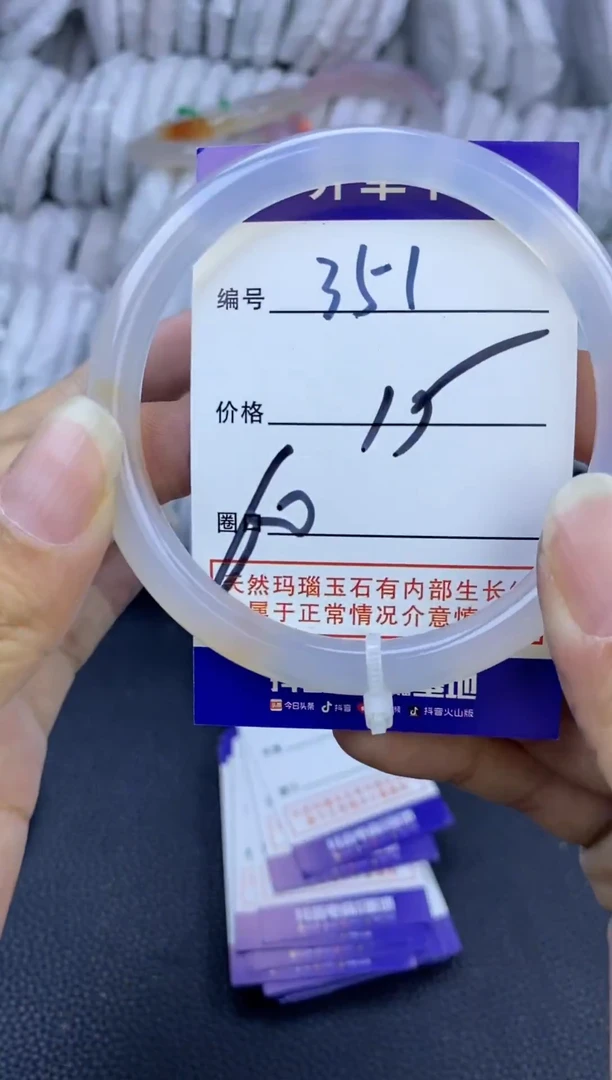 编号 351
价格 15
圈口 60
天然玛瑙玉石有内部生长
属于正常情况介意慎
今日头条 抖音 抖音火山版